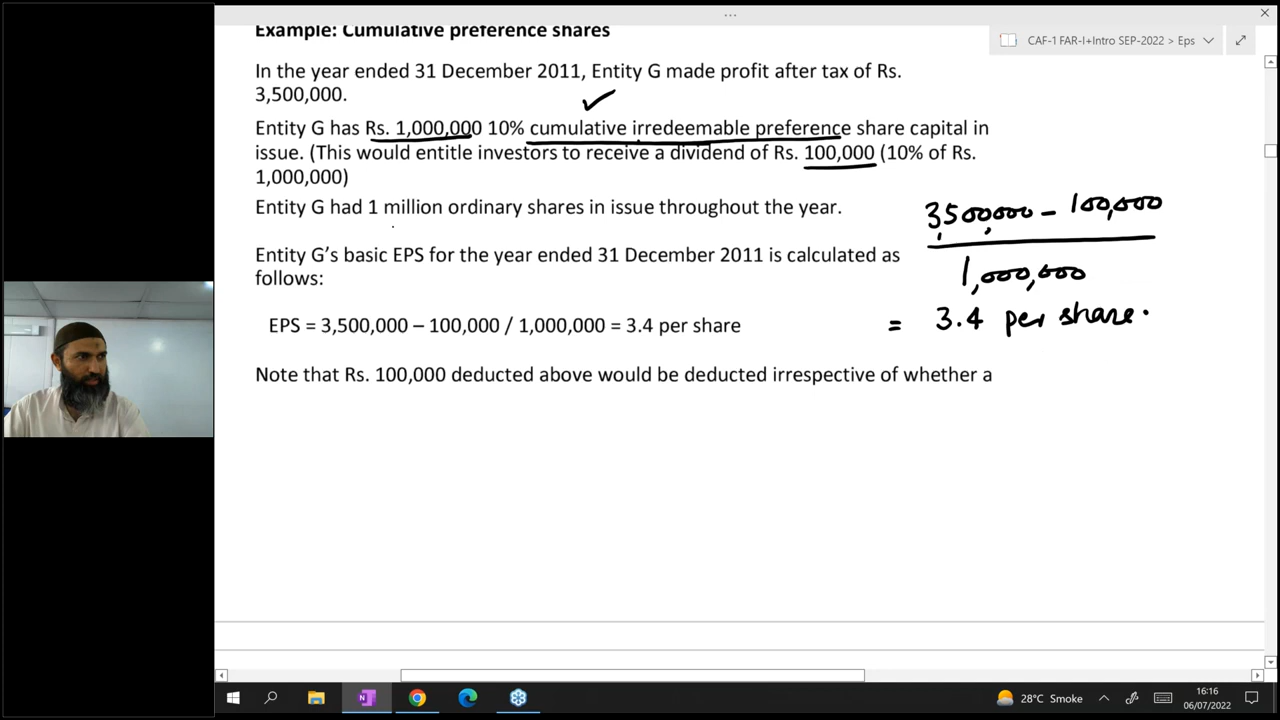 Example: Cumulative preference shares
CAF-1 FAR-I+Intro SEP-2022 > Eps
In the year ended 31 December 2011, Entity G made profit after tax of Rs.
3,500,000.
Entity G has Rs. 1,000,000 10% cumulative irredeemable preference share capital in
issue. (This would entitle investors to receive a dividend of Rs. 100,000 (10% of Rs.
1,000,000)
Entity G had 1 million ordinary shares in issue throughout the year.
3,500,000 - 100,000
1,000,000
= 3.4 per share.
Entity G’s basic EPS for the year ended 31 December 2011 is calculated as
follows:
EPS = 3,500,000 – 100,000 / 1,000,000 = 3.4 per share
Note that Rs. 100,000 deducted above would be deducted irrespective of whether a
28°C Smoke
16:16
06/07/2022